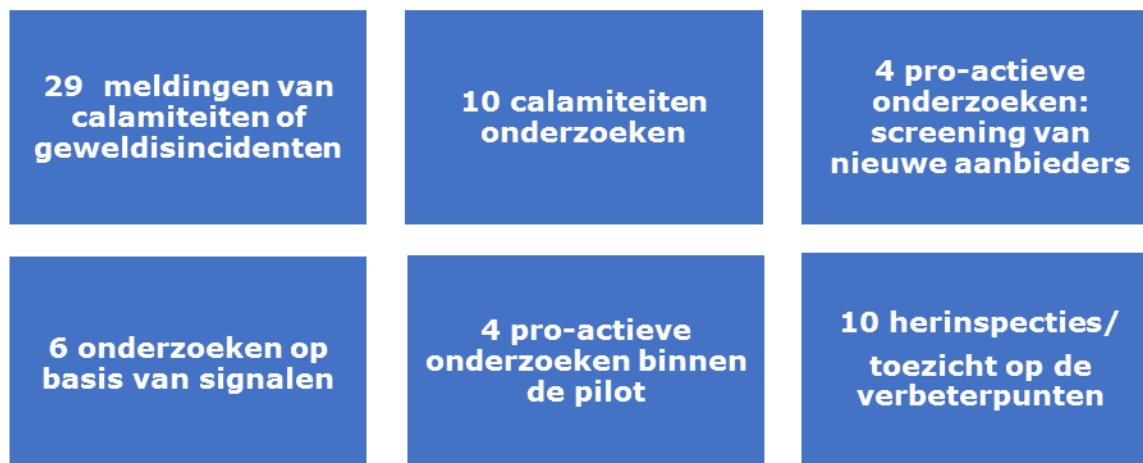 29  meldingen van
calamiteiten of
geweldisincidenten
10 calamiteiten
onderzoeken
4 pro-actieve
onderzoeken:
screening van
nieuwe aanbieders
6 onderzoeken op
basis van signalen
4 pro-actieve
onderzoeken binnen
de pilot
10 herinspecties/
toezicht op de
verbeterpunten